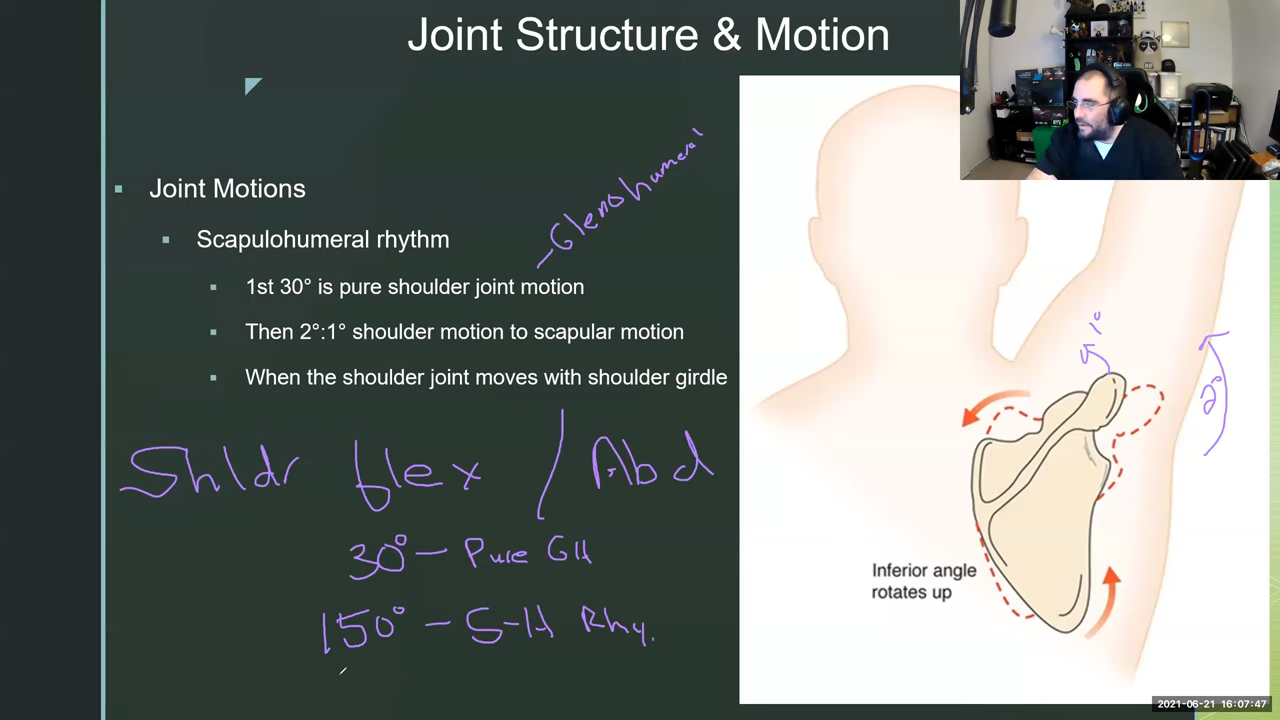 Joint Structure & Motion
Joint Motions
Scapulohumeral rhythm
Glenohumeral
1st 30° is pure shoulder joint motion
Then 2°:1° shoulder motion to scapular motion
When the shoulder joint moves with shoulder girdle
Shldr flex / Abd
30° - Pure GH
150° - S-H Rhy.
1°
2°
Inferior angle
rotates up
2021-06-21 16:07:47